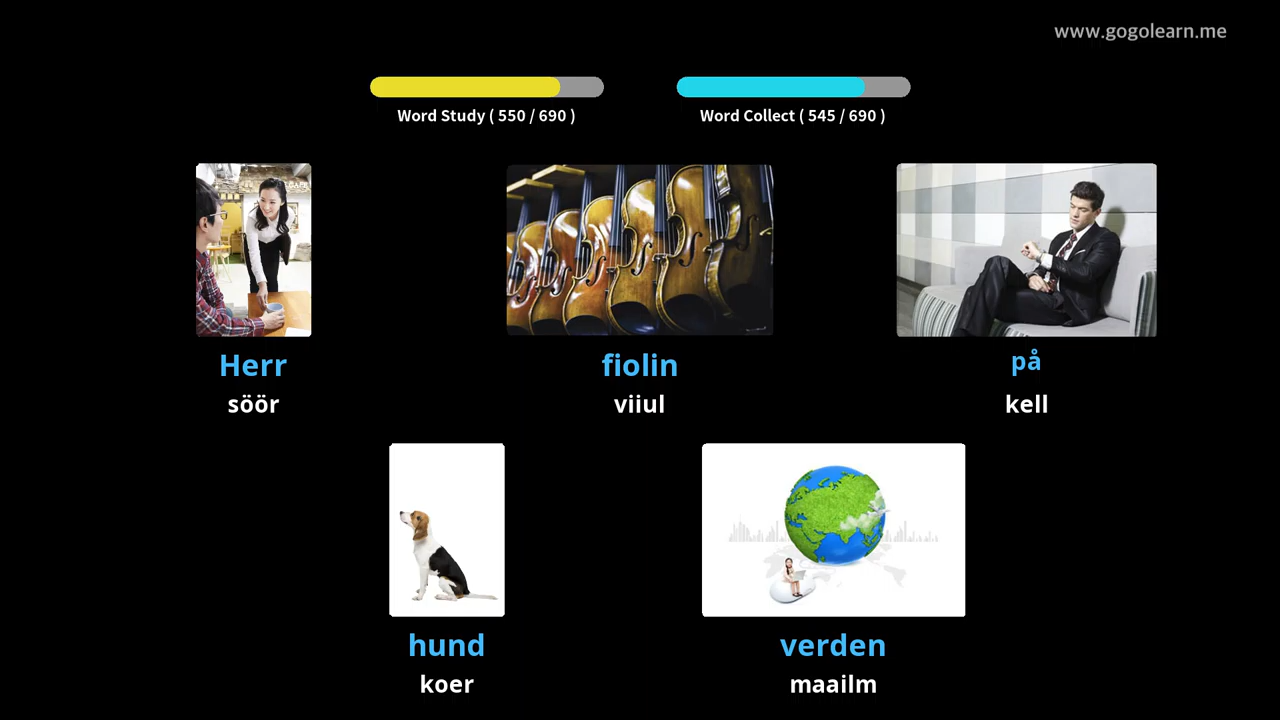 www.gogolearn.me
Word Study ( 550 / 690 )
Word Collect ( 545 / 690 )
Herr
söör
fiolin
viiul
på
kell
hund
koer
verden
maailm